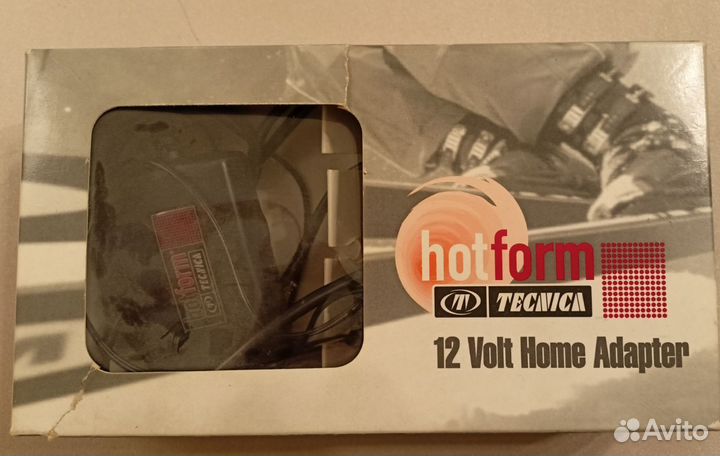 hotform
TECNICA
hotform
TECNICA
12 Volt Home Adapter
Avito